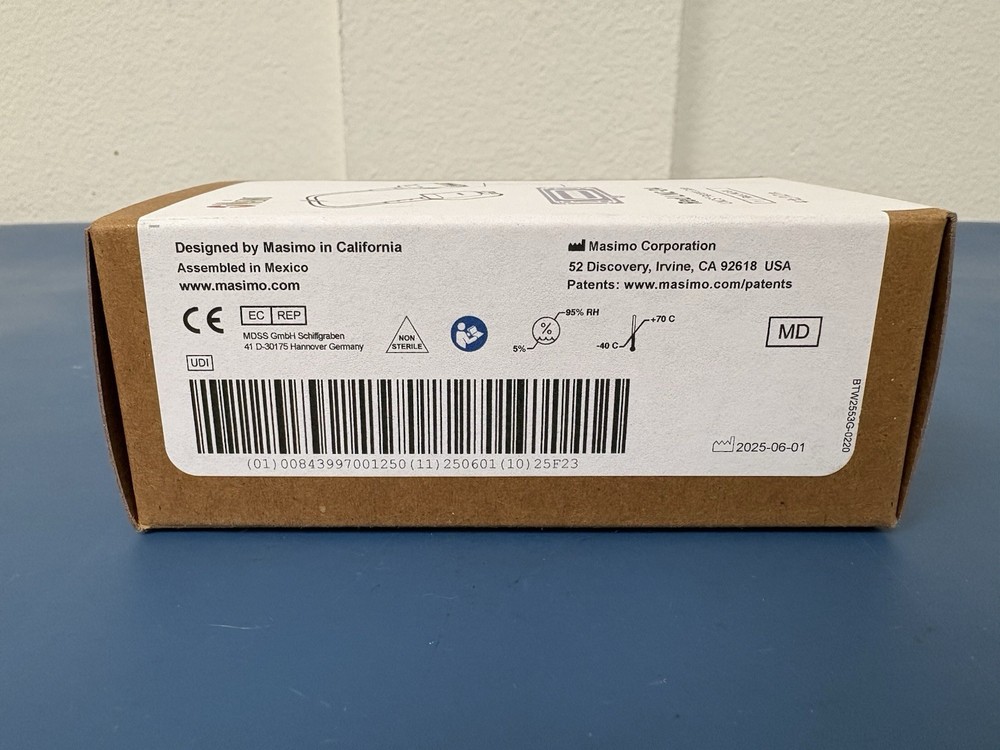 Designed by Masimo in California
Assembled in Mexico
www.masimo.com
Masimo Corporation
52 Discovery, Irvine, CA 92618 USA
Patents: www.masimo.com/patents
CE
EC REP
MDSS GmbH Schiffgraben
41 D-30175 Hannover Germany
NON
STERILE
%
95% RH
5%
+70 C
-40 C
MD
UDI
(01)00843997001250(11)250601(10)25F23
2025-06-01
BTW2553G-0220